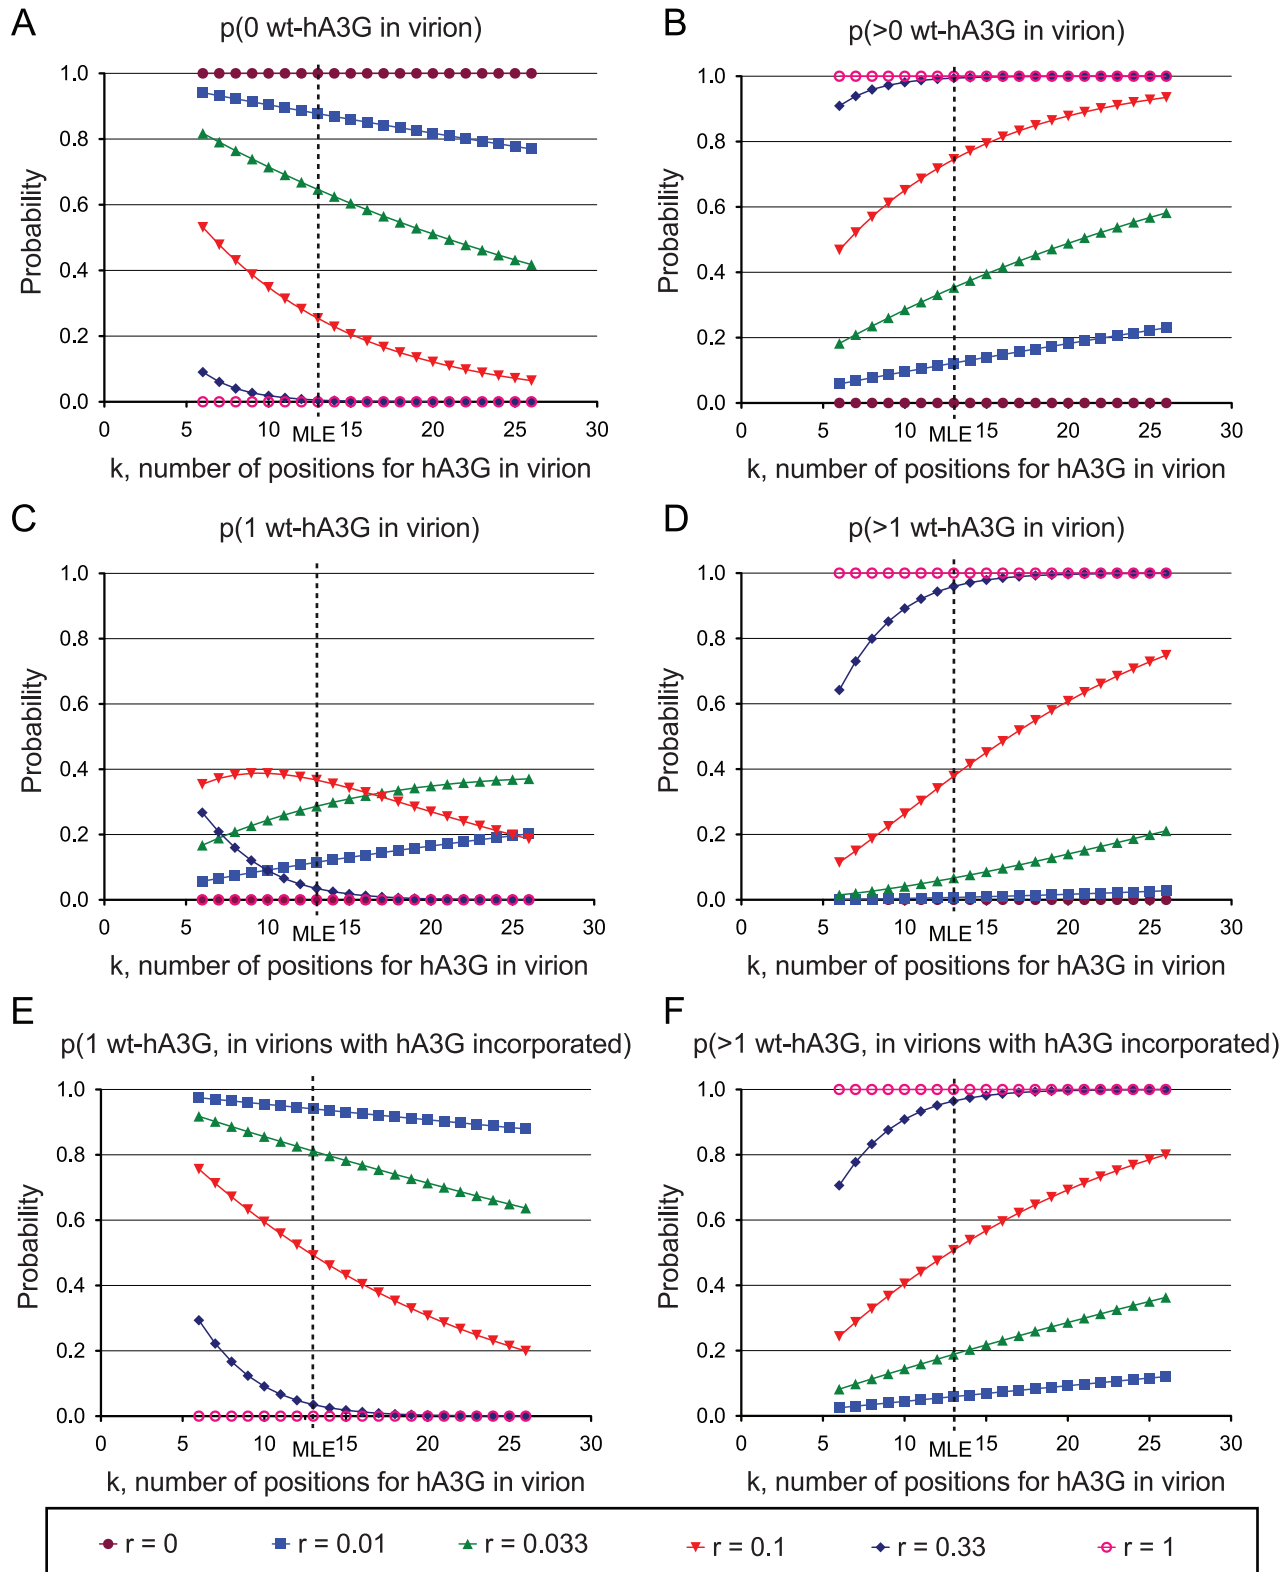 A
p(0 wt-hA3G in virion)
1.0
0.8
0.6
0.4
0.2
0.0
Probability
0
5
10
MLE
15
20
25
30
k, number of positions for hA3G in virion
B
p(>0 wt-hA3G in virion)
1.0
0.8
0.6
0.4
0.2
0.0
Probability
0
5
10
MLE
15
20
25
30
k, number of positions for hA3G in virion
C
p(1 wt-hA3G in virion)
1.0
0.8
0.6
0.4
0.2
0.0
Probability
0
5
10
MLE
15
20
25
30
k, number of positions for hA3G in virion
D
p(>1 wt-hA3G in virion)
1.0
0.8
0.6
0.4
0.2
0.0
Probability
0
5
10
MLE
15
20
25
30
k, number of positions for hA3G in virion
E
p(1 wt-hA3G, in virions with hA3G incorporated)
1.0
0.8
0.6
0.4
0.2
0.0
Probability
0
5
10
MLE
15
20
25
30
k, number of positions for hA3G in virion
F
p(>1 wt-hA3G, in virions with hA3G incorporated)
1.0
0.8
0.6
0.4
0.2
0.0
Probability
0
5
10
MLE
15
20
25
30
k, number of positions for hA3G in virion
r = 0
r = 0.01
r = 0.033
r = 0.1
r = 0.33
r = 1